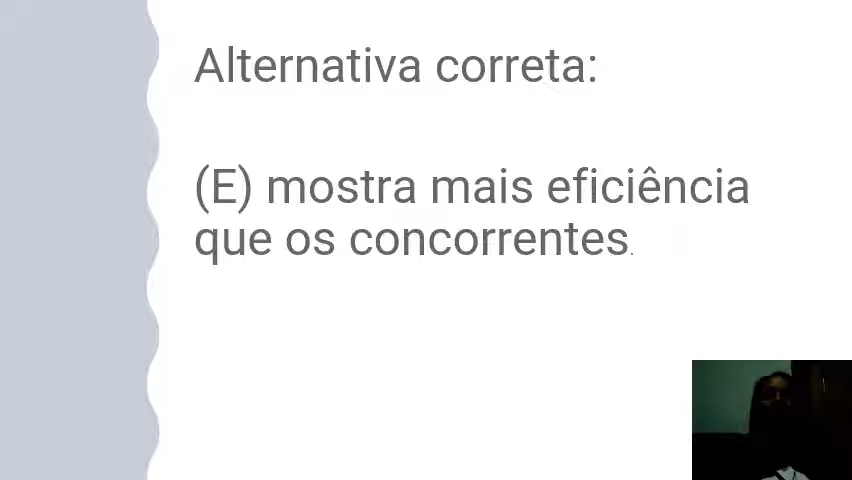 Alternativa correta:
(E) mostra mais eficiência
que os concorrentes.